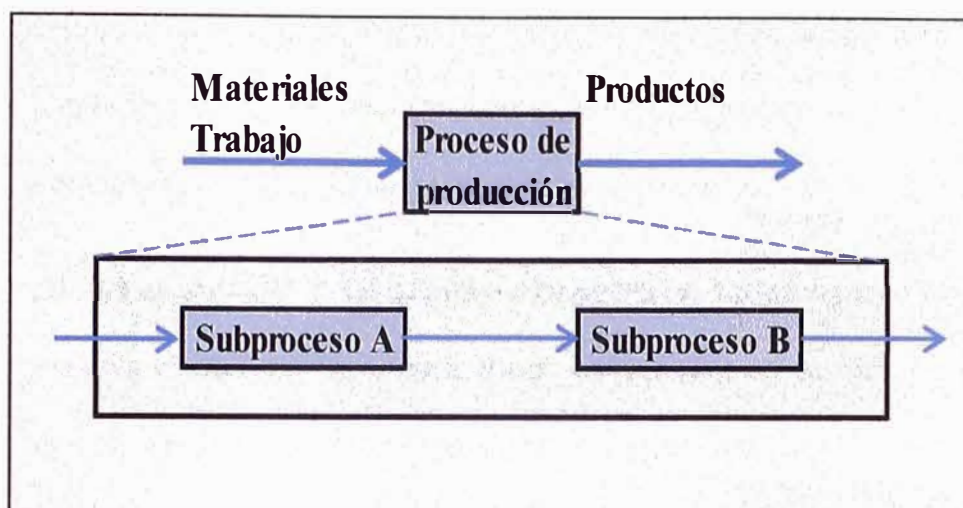 Materiales
Trabajo
Productos
Proceso de
producción
Subproceso A
Subproceso B